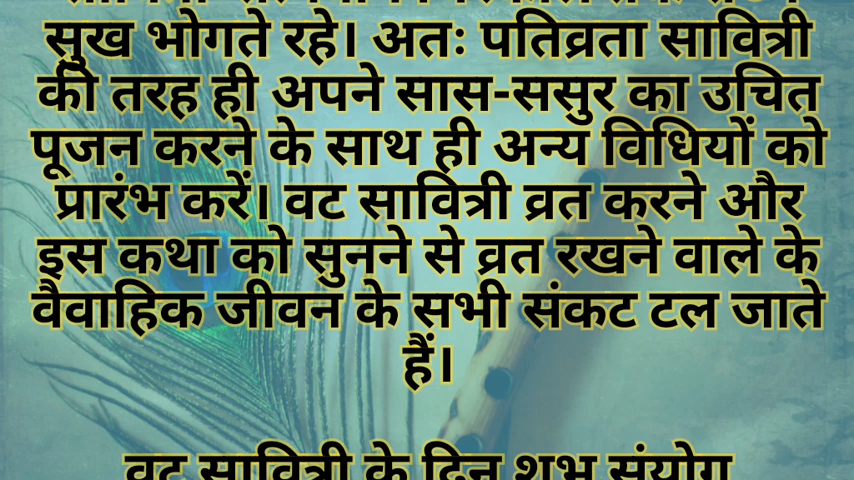 सुख भोगते रहे। अतः पतिव्रता सावित्री
की तरह ही अपने सास-ससुर का उचित
पूजन करने के साथ ही अन्य विधियों को
प्रारंभ करें। वट सावित्री व्रत करने और
इस कथा को सुनने से व्रत रखने वाले के
वैवाहिक जीवन के सभी संकट टल जाते
हैं।
वट सावित्री के दिन शुभ संयोग